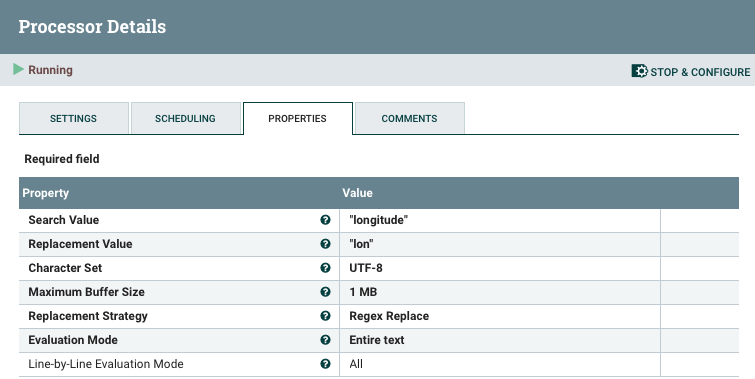 Processor Details
Running
STOP & CONFIGURE
SETTINGS SCHEDULING PROPERTIES COMMENTS
Required field
Property Value
Search Value ? "longitude"
Replacement Value ? "lon"
Character Set ? UTF-8
Maximum Buffer Size ? 1 MB
Replacement Strategy ? Regex Replace
Evaluation Mode ? Entire text
Line-by-Line Evaluation Mode ? All